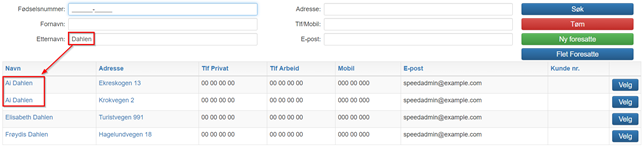 Fødselsnummer: ______-_____ Adresse: Søk
Fornavn: Tlf/Mobil: Tøm
Etternavn: Dahlen E-post: Ny foresatte
Flet Foresatte
Navn Adresse Tlf Privat Tlf Arbeid Mobil E-post Kunde nr.
Al Dahlen Ekreskogen 13 00 00 00 00 00 00 00 00 000 00 000 speedadmin@example.com Velg
Al Dahlen Krokvegen 2 00 00 00 00 00 00 00 00 000 00 000 speedadmin@example.com Velg
Elisabeth Dahlen Turistvegen 991 00 00 00 00 00 00 00 00 000 00 000 speedadmin@example.com Velg
Frøydis Dahlen Hagelundvegen 18 00 00 00 00 00 00 00 00 000 00 000 speedadmin@example.com Velg